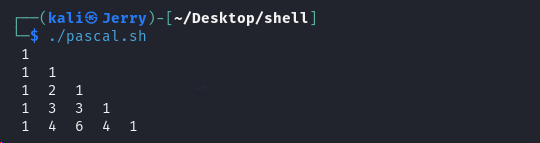 ┌──(kali㉿Jerry)-[~/Desktop/shell]
└─$ ./pascal.sh
1
1 1
1 2 1
1 3 3 1
1 4 6 4 1